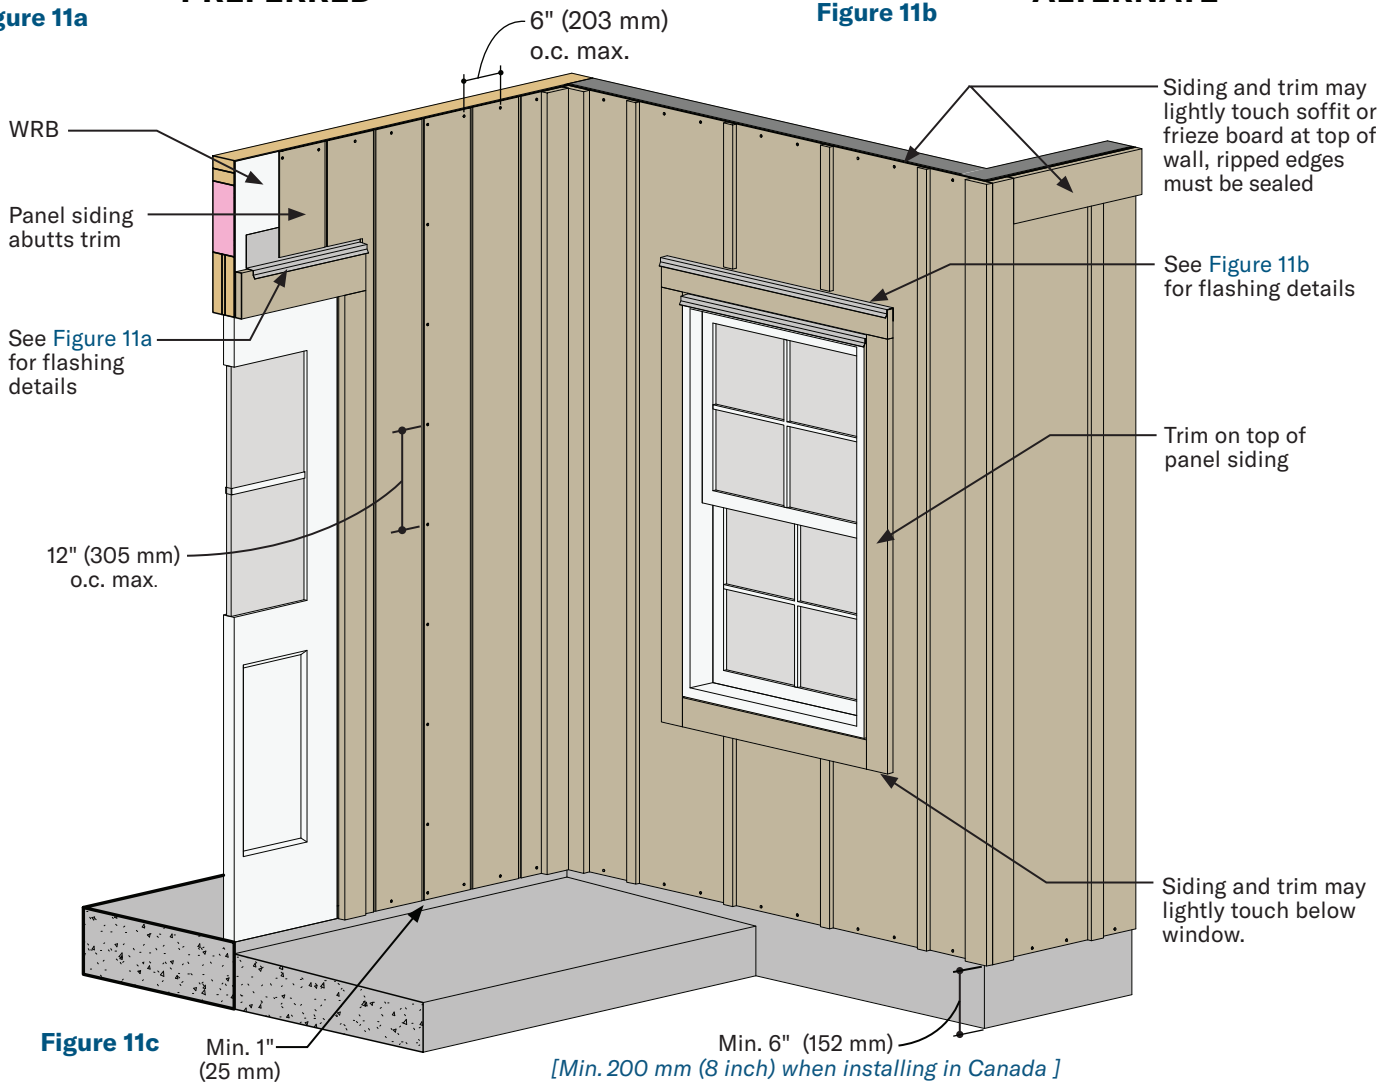 gure 11a
PREFERRED
Figure 11b
ALTERNATE
6" (203 mm)
o.c. max.
WRB
Panel siding
abutts trim
See Figure 11a
for flashing
details
12" (305 mm)
o.c. max.
Siding and trim may
lightly touch soffit or
frieze board at top of
wall, ripped edges
must be sealed
See Figure 11b
for flashing details
Trim on top of
panel siding
Siding and trim may
lightly touch below
window.
Figure 11c
Min. 1"
(25 mm)
Min. 6" (152 mm)
[Min. 200 mm (8 inch) when installing in Canada ]